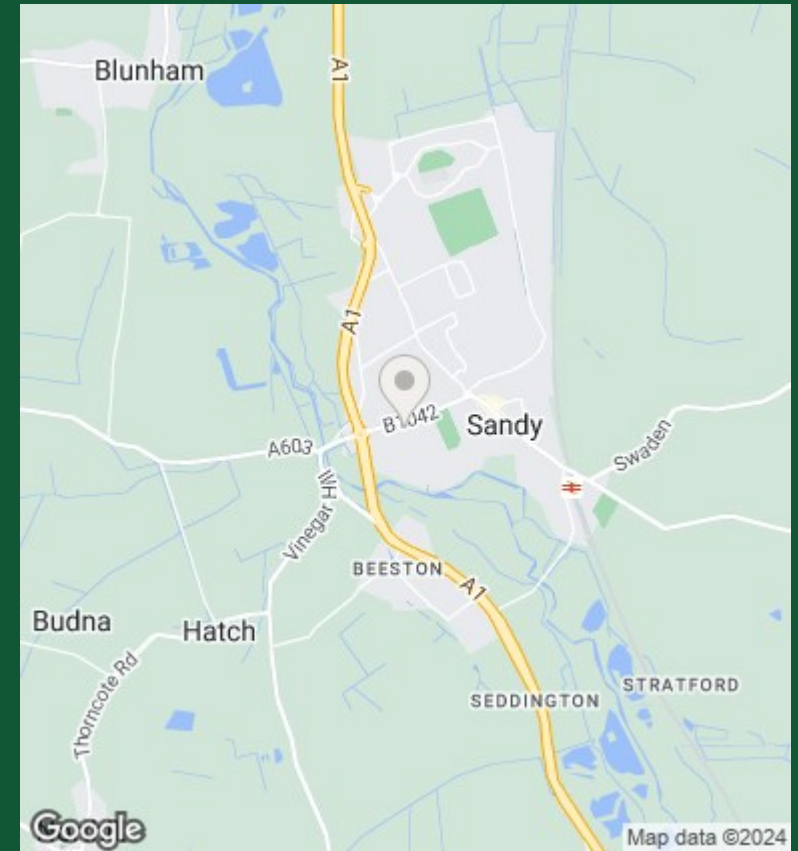 Blunham
A1
A1
B1042
Sandy
A603
Swaden
Vinegar Hill
BEESTON
A1
Budna
Hatch
Thorncote Rd
STRATFORD
SEDDINGTON
Google
Map data ©2024